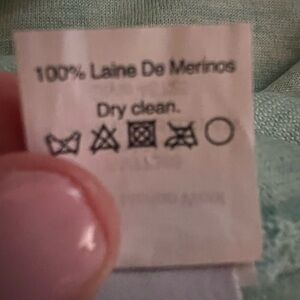 100% Laine De Merinos
Dry clean.